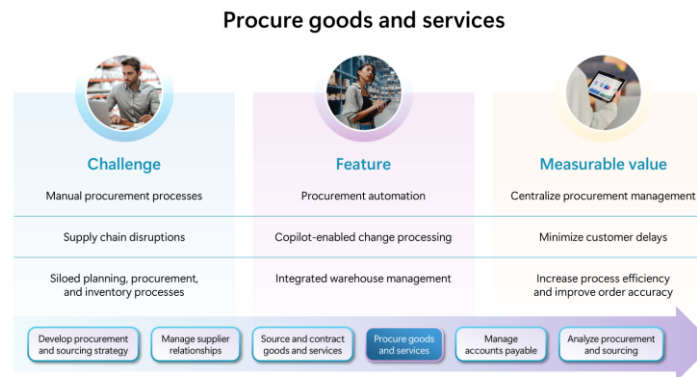 Procure goods and services
Challenge
Feature
Measurable value
Manual procurement processes
Procurement automation
Centralize procurement management
Supply chain disruptions
Copilot-enabled change processing
Minimize customer delays
Siloed planning, procurement,
and inventory processes
Integrated warehouse management
Increase process efficiency
and improve order accuracy
Develop procurement
and sourcing strategy
Manage supplier
relationships
Source and contract
goods and services
Procure goods
and services
Manage
accounts payable
Analyze procurement
and sourcing